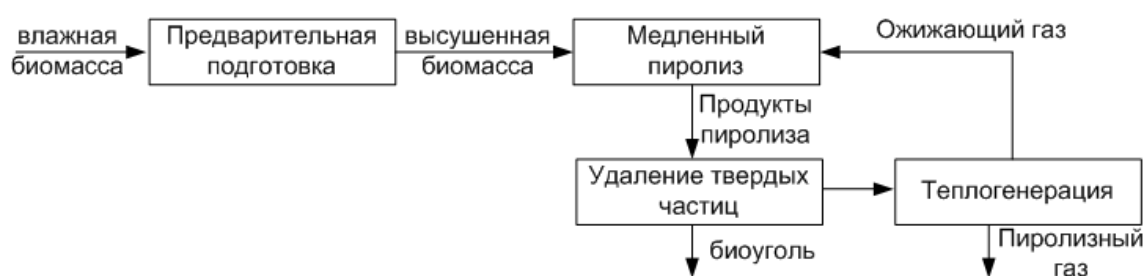 влажная
биомасса
Предварительная
подготовка
высушенная
биомасса
Медленный
пиролиз
Ожижающий газ
Продукты
пиролиза
Удаление твердых
частиц
Теплогенерация
биоуголь
Пиролизный
газ